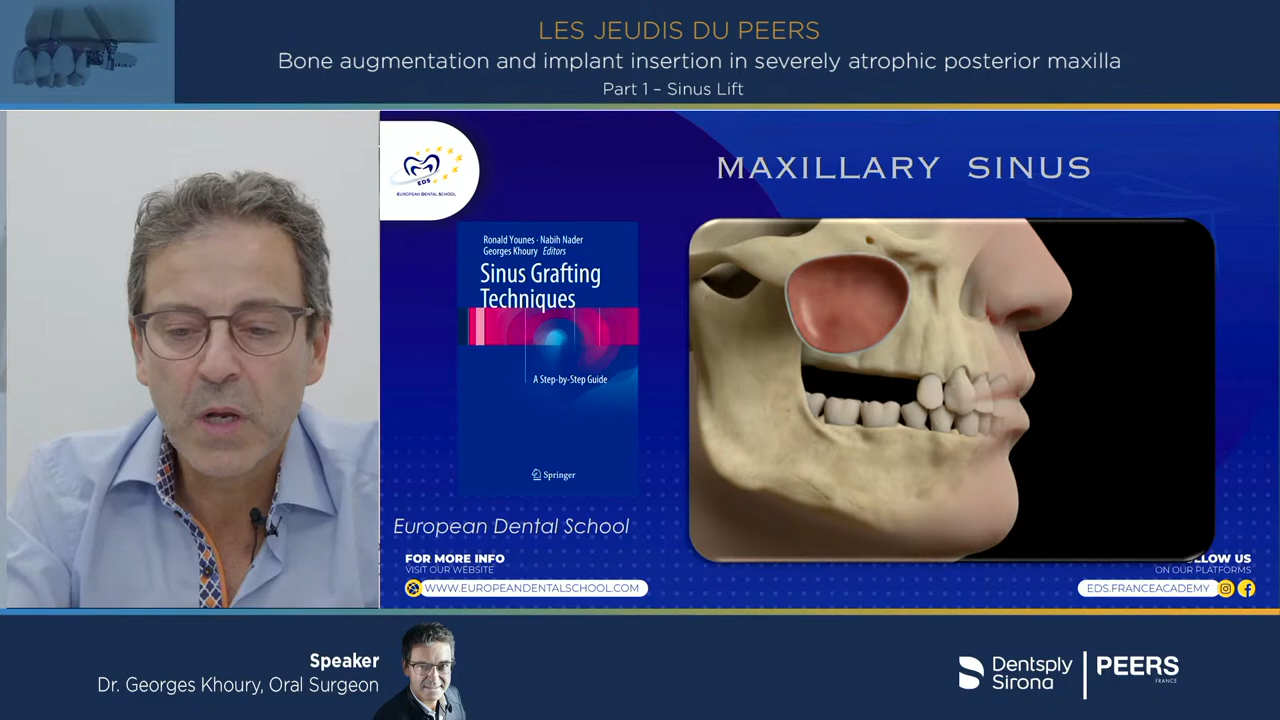 LES JEUDIS DU PEERS
Bone augmentation and implant insertion in severely atrophic posterior maxilla
Part 1 – Sinus Lift
EDS
EUROPEAN DENTAL SCHOOL
MAXILLARY SINUS
Ronald Younes · Nabih Nader
Georges Khoury Editors
Sinus Grafting
Techniques
A Step-by-Step Guide
Springer
European Dental School
FOR MORE INFO
VISIT OUR WEBSITE
WWW.EUROPEANDENTALSCHOOL.COM
LLOW US
ON OUR PLATFORMS
EDS.FRANCEACADEMY
Speaker
Dr. Georges Khoury, Oral Surgeon
Dentsply
Sirona
PEERS
FRANCE